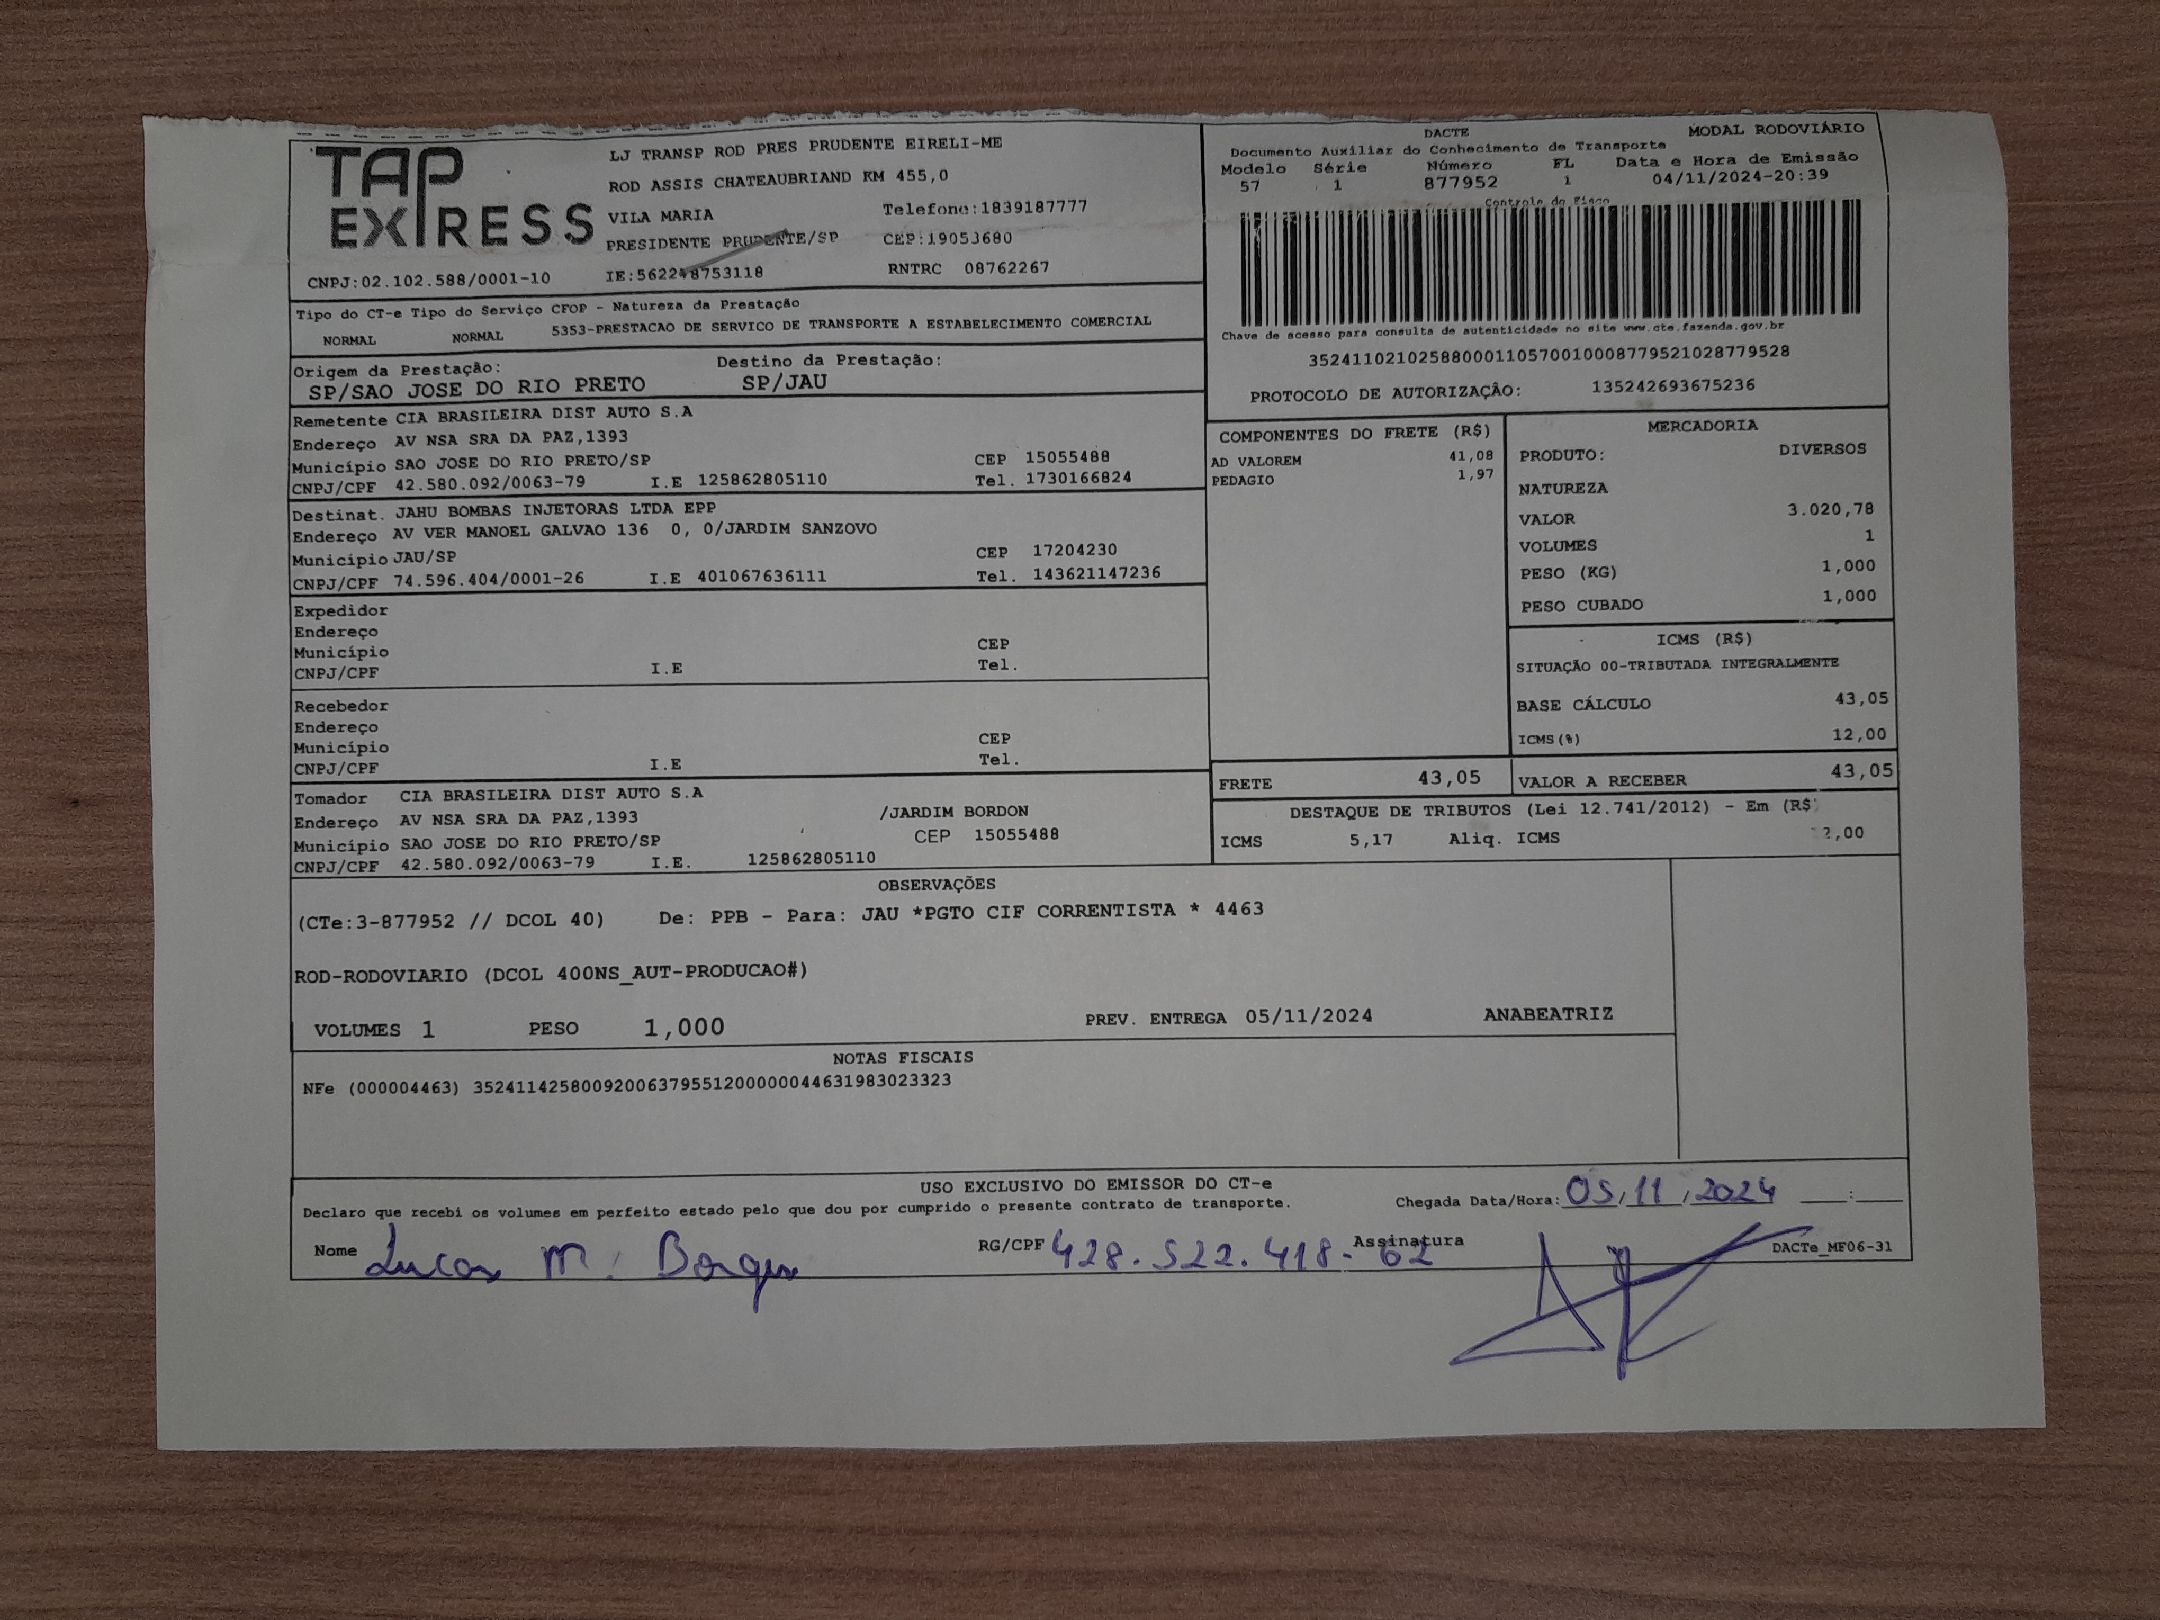 TAP EXPRESS
LJ TRANSP ROD PRES PRUDENTE EIRELI-ME
ROD ASSIS CHATEAUBRIAND KM 455,0
VILA MARIA Telefone:1839187777
PRESIDENTE PRUDENTE/SP CEP:19053680
CNPJ:02.102.588/0001-10 IE:562248753118 RNTRC 08762267
DACTE MODAL RODOVIÁRIO
Documento Auxiliar do Conhecimento de Transporte
Modelo Série Número FL Data e Hora de Emissão
57 1 877952 1 04/11/2024-20:39
Controle do Fisco
Chave de acesso para consulta de autenticidade no site www.cte.fazenda.gov.br
35241102102588000110570010008779521028779528
PROTOCOLO DE AUTORIZAÇÃO: 135242693675236
Tipo do CT-e Tipo do Serviço CFOP - Natureza da Prestação
NORMAL NORMAL 5353-PRESTACAO DE SERVICO DE TRANSPORTE A ESTABELECIMENTO COMERCIAL
Origem da Prestação: Destino da Prestação:
SP/SAO JOSE DO RIO PRETO SP/JAU
Remetente CIA BRASILEIRA DIST AUTO S.A
Endereço AV NSA SRA DA PAZ,1393
Município SAO JOSE DO RIO PRETO/SP CEP 15055488
CNPJ/CPF 42.580.092/0063-79 I.E 125862805110 Tel. 1730166824
Destinat. JAHU BOMBAS INJETORAS LTDA EPP
Endereço AV VER MANOEL GALVAO 136 0, 0/JARDIM SANZOVO
Município JAU/SP CEP 17204230
CNPJ/CPF 74.596.404/0001-26 I.E 401067636111 Tel. 143621147236
Expedidor
Endereço
Município CEP
CNPJ/CPF I.E Tel.
Recebedor
Endereço
Município CEP
CNPJ/CPF I.E Tel.
Tomador CIA BRASILEIRA DIST AUTO S.A
Endereço AV NSA SRA DA PAZ,1393 /JARDIM BORDON
Município SAO JOSE DO RIO PRETO/SP CEP 15055488
CNPJ/CPF 42.580.092/0063-79 I.E. 125862805110
COMPONENTES DO FRETE (R$)
AD VALOREM 41,08
PEDAGIO 1,97
MERCADORIA
PRODUTO: DIVERSOS
NATUREZA
VALOR 3.020,78
VOLUMES 1
PESO (KG) 1,000
PESO CUBADO 1,000
ICMS (R$)
SITUAÇÃO 00-TRIBUTADA INTEGRALMENTE
BASE CÁLCULO 43,05
ICMS(%) 12,00
FRETE 43,05 VALOR A RECEBER 43,05
DESTAQUE DE TRIBUTOS (Lei 12.741/2012) - Em (R$
ICMS 5,17 Aliq. ICMS 2,00
OBSERVAÇÕES
(CTe:3-877952 // DCOL 40) De: PPB - Para: JAU *PGTO CIF CORRENTISTA * 4463
ROD-RODOVIARIO (DCOL 400NS_AUT-PRODUCAO#)
VOLUMES 1 PESO 1,000 PREV. ENTREGA 05/11/2024 ANABEATRIZ
NOTAS FISCAIS
NFe (000004463) 35241142580092006379551200000044631983023323
USO EXCLUSIVO DO EMISSOR DO CT-e
Declaro que recebi os volumes em perfeito estado pelo que dou por cumprido o presente contrato de transporte. Chegada Data/Hora: 05/11/2024 __:__
Nome Lucas M. Borges RG/CPF 428.522.418-62 Assinatura DACTe_MF06-31